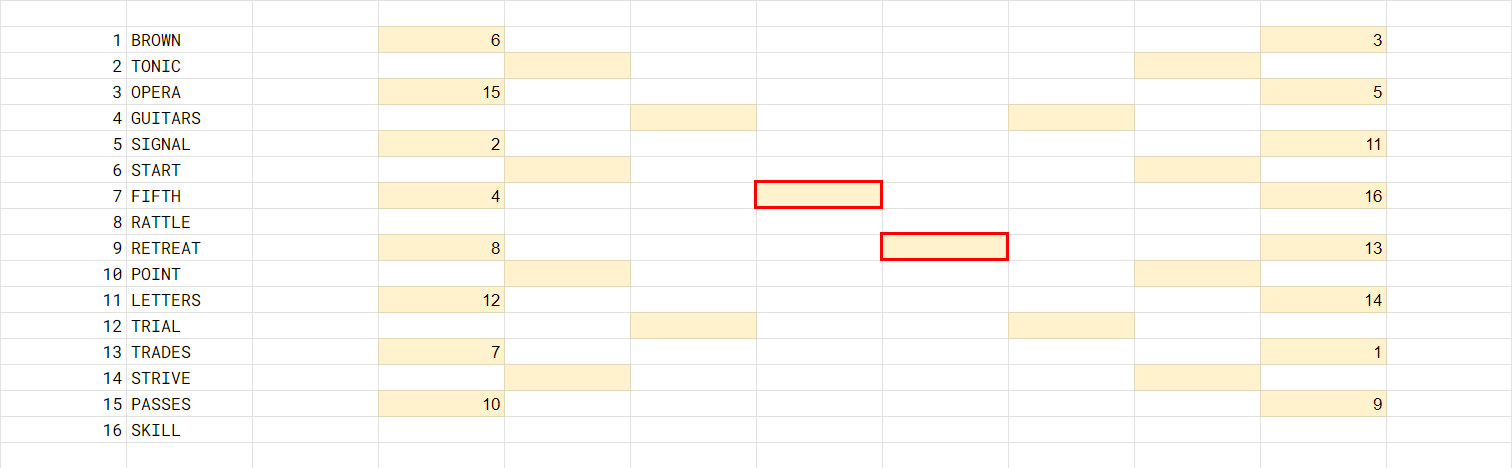 1 BROWN 6 3
2 TONIC
3 OPERA 15 5
4 GUITARS
5 SIGNAL 2 11
6 START
7 FIFTH 4 16
8 RATTLE
9 RETREAT 8 13
10 POINT
11 LETTERS 12 14
12 TRIAL
13 TRADES 7 1
14 STRIVE
15 PASSES 10 9
16 SKILL